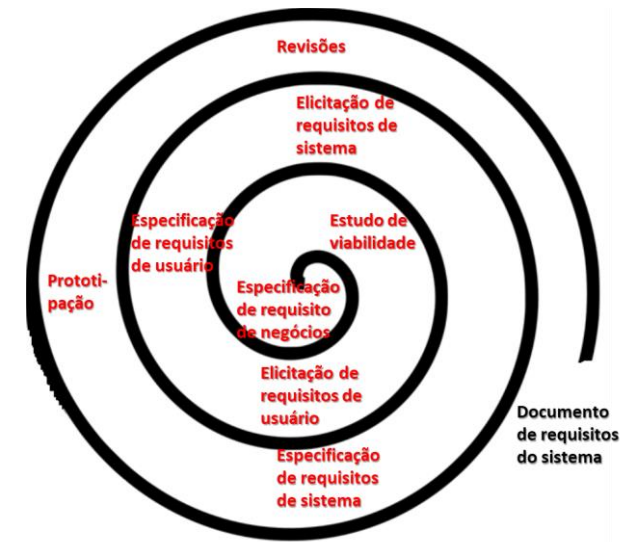 Revisões
Elicitação de
requisitos de
sistema
Especificação
de requisitos
de usuário
Estudo de
viabilidade
Prototi-
pação
Especificação
de requisito
de negócios
Elicitação de
requisitos de
usuário
Documento
de requisitos
do sistema
Especificação
de requisitos
de sistema